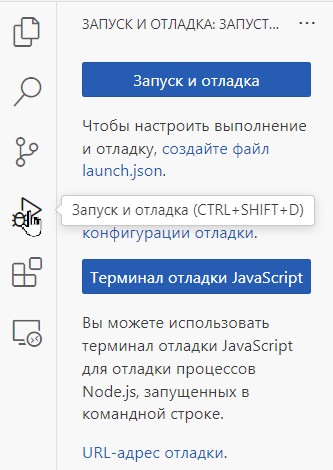 ЗАПУСК И ОТЛАДКА: ЗАПУСТ...
Запуск и отладка
Чтобы настроить выполнение
и отладку, создайте файл
launch.json.
Запуск и отладка (CTRL+SHIFT+D)
конфигурации отладки.
Терминал отладки JavaScript
Вы можете использовать
терминал отладки JavaScript
для отладки процессов
Node.js, запущенных в
командной строке.
URL-адрес отладки.